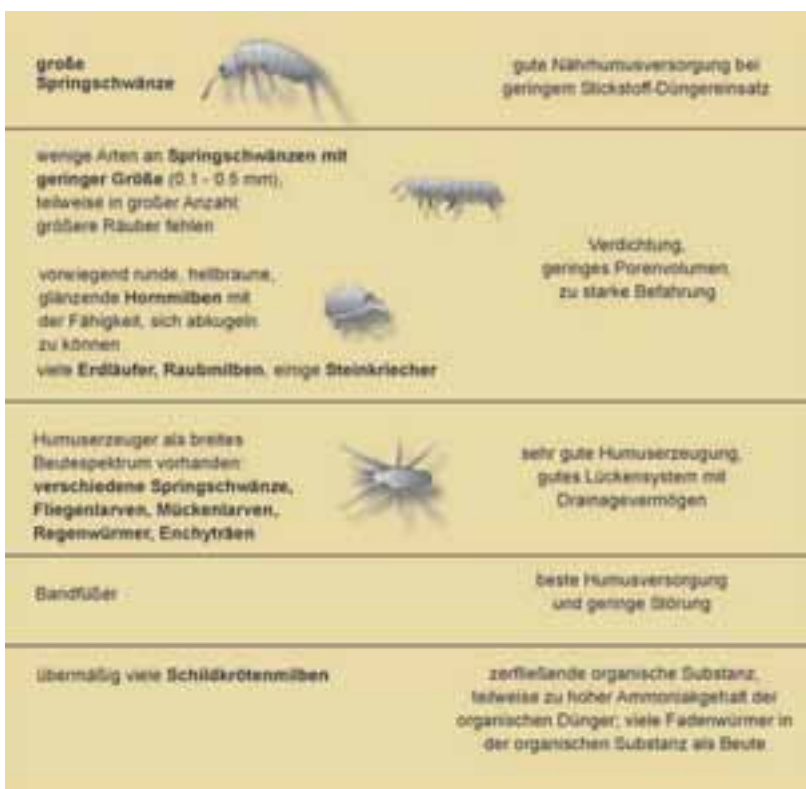 große
Springschwänze
gute Nährhumusversorgung bei
geringem Stickstoff-Düngereinsatz
wenige Arten an Springschwänzen mit
geringer Größe (0.1 - 0.5 mm),
teilweise in großer Anzahl
größere Räuber fehlen
vorwiegend runde, hellbraune,
glänzende Hornmilben mit
der Fähigkeit, sich abkugeln
zu können
Verdichtung,
geringes Porenvolumen,
zu starke Befahrung
viele Erdläufer, Raubmilben, einige Steinkriecher
Humuserzeuger als breites
Beutespektrum vorhanden:
verschiedene Springschwänze,
Fliegenlarven, Mückenlarven,
Regenwürmer, Enchyträen
sehr gute Humuserzeugung,
gutes Lückensystem mit
Drainagevermögen
Bandfüßer
beste Humusversorgung
und geringe Störung
übermäßig viele Schildkrötenmilben
zerfließende organische Substanz,
teilweise zu hoher Ammoniakgehalt der
organischen Dünger; viele Fadenwürmer in
der organischen Substanz als Beute